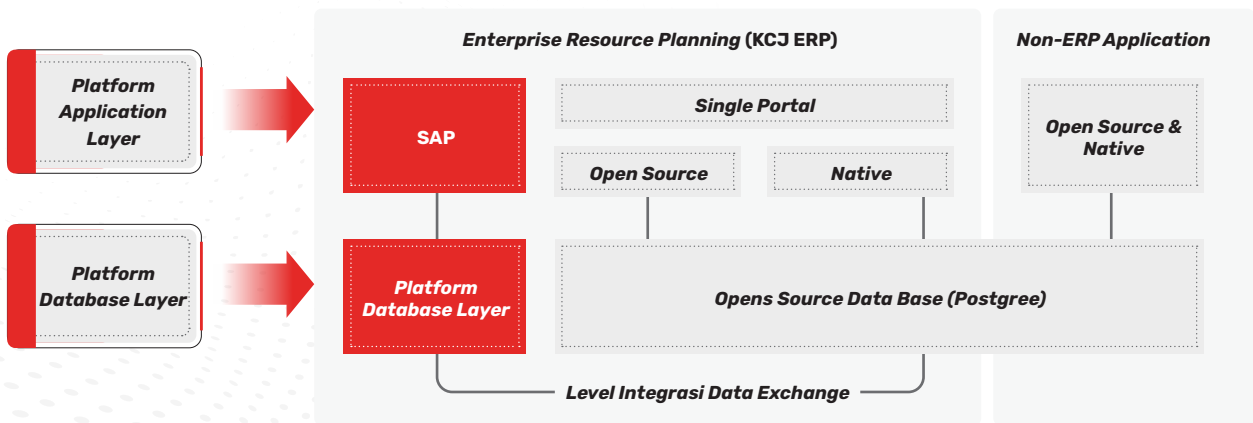 Enterprise Resource Planning (KCJ ERP)
Non-ERP Application
Platform
Application
Layer
SAP
Single Portal
Open Source
Native
Open Source &
Native
Platform
Database Layer
Platform
Database Layer
Opens Source Data Base (Postgree)
Level Integrasi Data Exchange